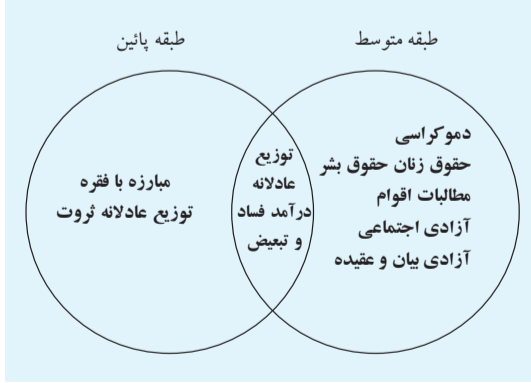 طبقه متوسط
طبقه پائین
دموکراسی
حقوق زنان حقوق بشر
مطالبات اقوام
آزادی اجتماعی
آزادی بیان و عقیده
توزیع
عادلانه
درآمد فساد
و تبعیض
مبارزه با فقره
توزیع عادلانه ثروت